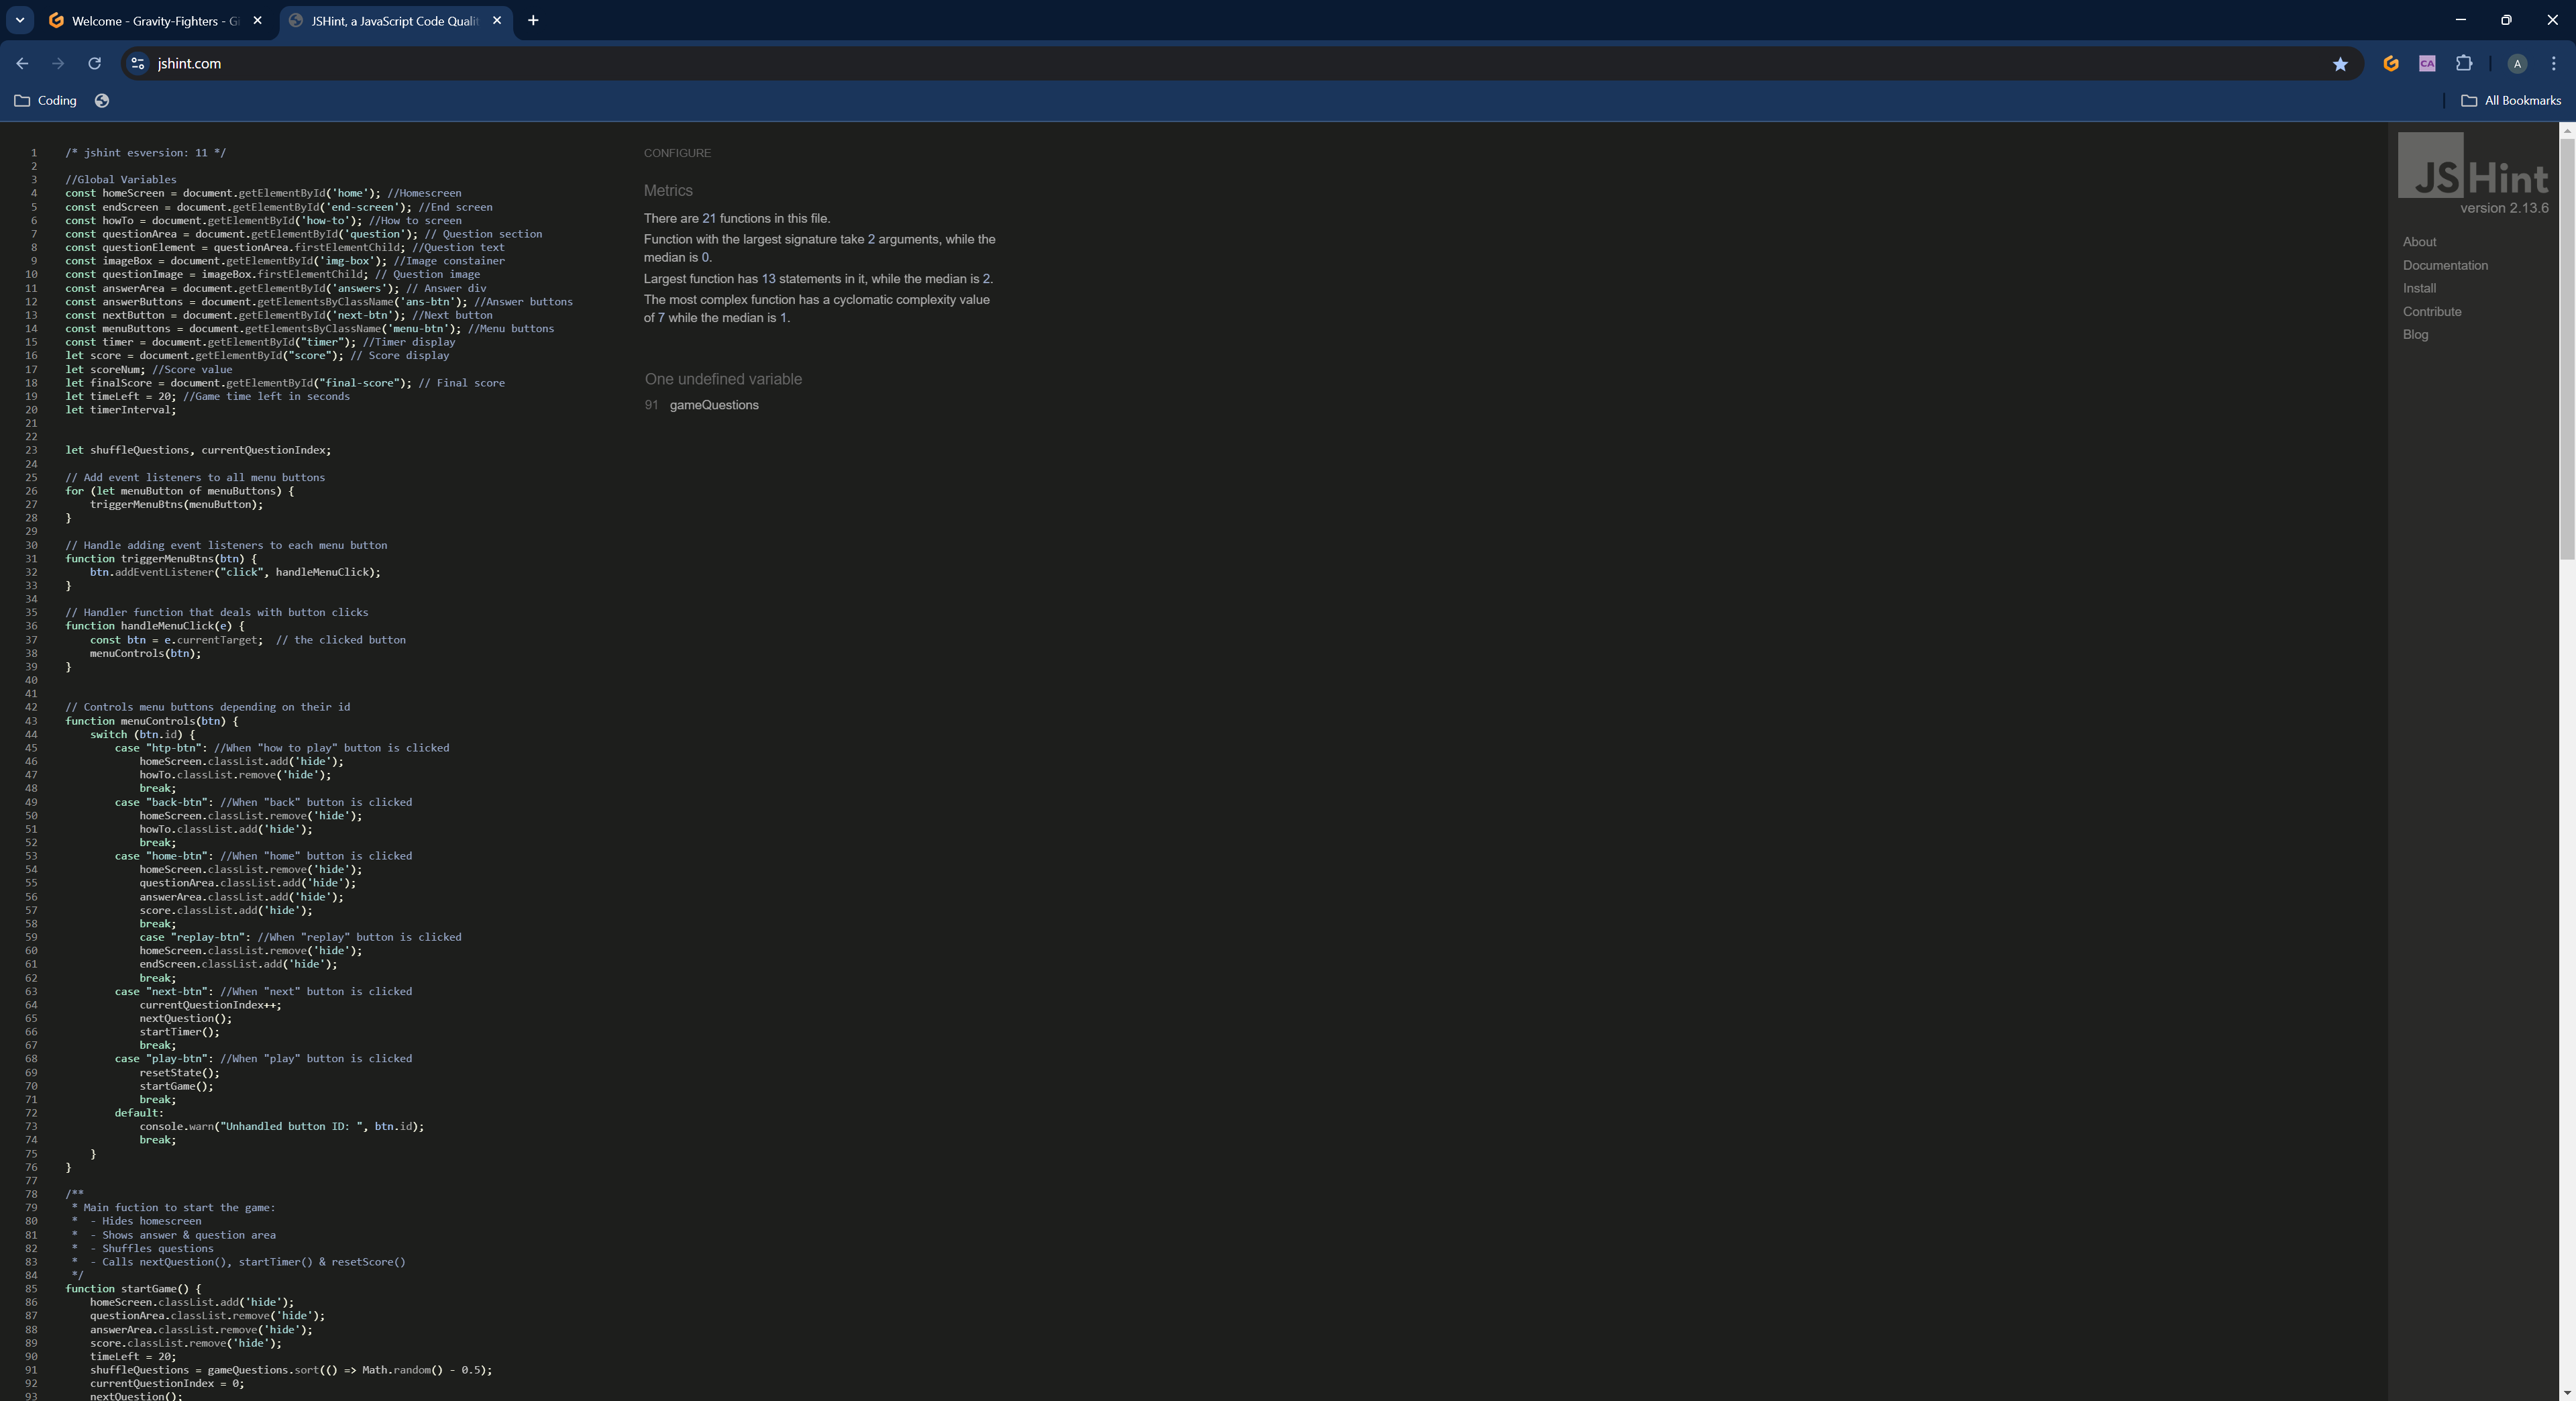 Welcome - Gravity-Fighters - Gi
JSHint, a JavaScript Code Qualit
jshint.com
CA
A
Coding
All Bookmarks
1 /* jshint esversion: 11 */
2
3 //Global Variables
4 const homeScreen = document.getElementById('home'); //Homescreen
5 const endScreen = document.getElementById('end-screen'); //End screen
6 const howTo = document.getElementById('how-to'); //How to screen
7 const questionArea = document.getElementById('question'); // Question section
8 const questionElement = questionArea.firstElementChild; //Question text
9 const imageBox = document.getElementById('img-box'); //Image constainer
10 const questionImage = imageBox.firstElementChild; // Question image
11 const answerArea = document.getElementById('answers'); // Answer div
12 const answerButtons = document.getElementsByClassName('ans-btn'); //Answer buttons
13 const nextButton = document.getElementById('next-btn'); //Next button
14 const menuButtons = document.getElementsByClassName('menu-btn'); //Menu buttons
15 const timer = document.getElementById("timer"); //Timer display
16 let score = document.getElementById("score"); // Score display
17 let scoreNum; //Score value
18 let finalScore = document.getElementById("final-score"); // Final score
19 let timeLeft = 20; //Game time left in seconds
20 let timerInterval;
21
22
23 let shuffleQuestions, currentQuestionIndex;
24
25 // Add event listeners to all menu buttons
26 for (let menuButton of menuButtons) {
27 triggerMenuBtns(menuButton);
28 }
29
30 // Handle adding event listeners to each menu button
31 function triggerMenuBtns(btn) {
32 btn.addEventListener("click", handleMenuClick);
33 }
34
35 // Handler function that deals with button clicks
36 function handleMenuClick(e) {
37 const btn = e.currentTarget; // the clicked button
38 menuControls(btn);
39 }
40
41
42 // Controls menu buttons depending on their id
43 function menuControls(btn) {
44 switch (btn.id) {
45 case "htp-btn": //When "how to play" button is clicked
46 homeScreen.classList.add('hide');
47 howTo.classList.remove('hide');
48 break;
49 case "back-btn": //When "back" button is clicked
50 homeScreen.classList.remove('hide');
51 howTo.classList.add('hide');
52 break;
53 case "home-btn": //When "home" button is clicked
54 homeScreen.classList.remove('hide');
55 questionArea.classList.add('hide');
56 answerArea.classList.add('hide');
57 score.classList.add('hide');
58 break;
59 case "replay-btn": //When "replay" button is clicked
60 homeScreen.classList.remove('hide');
61 endScreen.classList.add('hide');
62 break;
63 case "next-btn": //When "next" button is clicked
64 currentQuestionIndex++;
65 nextQuestion();
66 startTimer();
67 break;
68 case "play-btn": //When "play" button is clicked
69 resetState();
70 startGame();
71 break;
72 default:
73 console.warn("Unhandled button ID: ", btn.id);
74 break;
75 }
76 }
77
78 /**
79 * Main fuction to start the game:
80 * - Hides homescreen
81 * - Shows answer & question area
82 * - Shuffles questions
83 * - Calls nextQuestion(), startTimer() & resetScore()
84 */
85 function startGame() {
86 homeScreen.classList.add('hide');
87 questionArea.classList.remove('hide');
88 answerArea.classList.remove('hide');
89 score.classList.remove('hide');
90 timeLeft = 20;
91 shuffleQuestions = gameQuestions.sort(() => Math.random() - 0.5);
92 currentQuestionIndex = 0;
93 nextQuestion();
CONFIGURE
Metrics
There are 21 functions in this file.
Function with the largest signature take 2 arguments, while the
median is 0.
Largest function has 13 statements in it, while the median is 2.
The most complex function has a cyclomatic complexity value
of 7 while the median is 1.
One undefined variable
91 gameQuestions
JSHint
version 2.13.6
About
Documentation
Install
Contribute
Blog